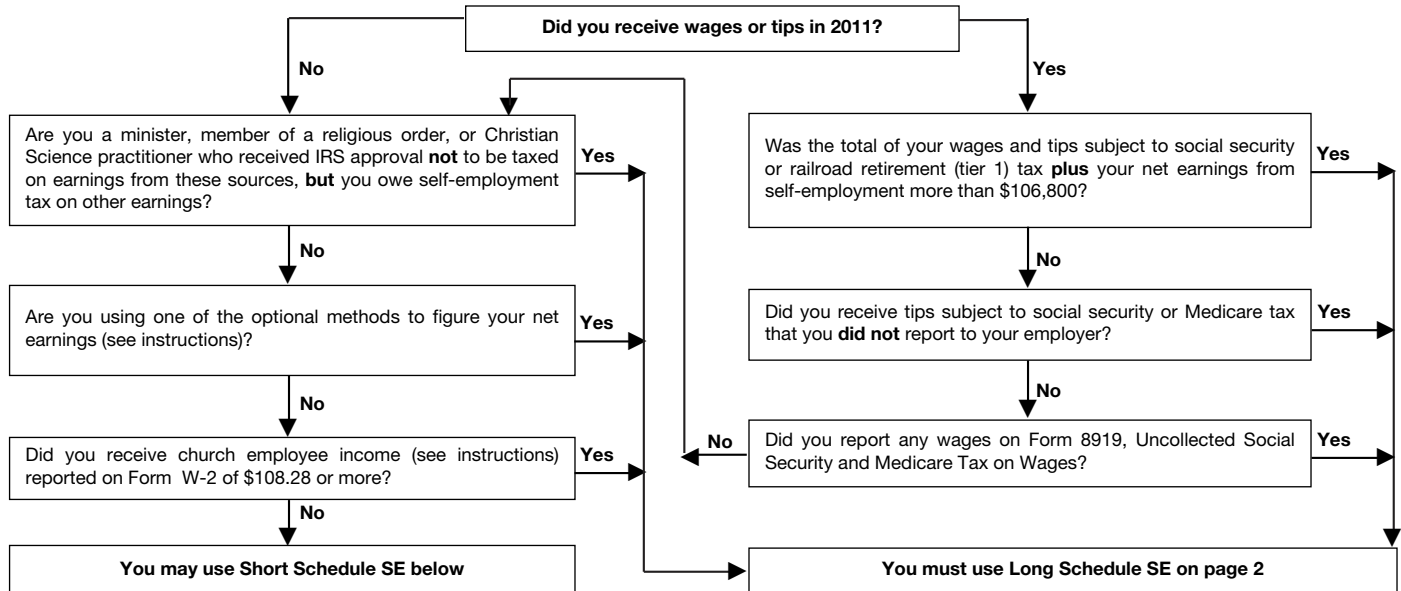 Did you receive wages or tips in 2011?
No
Yes
Are you a minister, member of a religious order, or Christian
Science practitioner who received IRS approval not to be taxed
on earnings from these sources, but you owe self-employment
tax on other earnings?
Yes
No
Are you using one of the optional methods to figure your net
earnings (see instructions)?
Yes
No
Did you receive church employee income (see instructions)
reported on Form W-2 of $108.28 or more?
Yes
No
You may use Short Schedule SE below
Was the total of your wages and tips subject to social security
or railroad retirement (tier 1) tax plus your net earnings from
self-employment more than $106,800?
Yes
No
Did you receive tips subject to social security or Medicare tax
that you did not report to your employer?
Yes
No
Did you report any wages on Form 8919, Uncollected Social
Security and Medicare Tax on Wages?
No
Yes
You must use Long Schedule SE on page 2